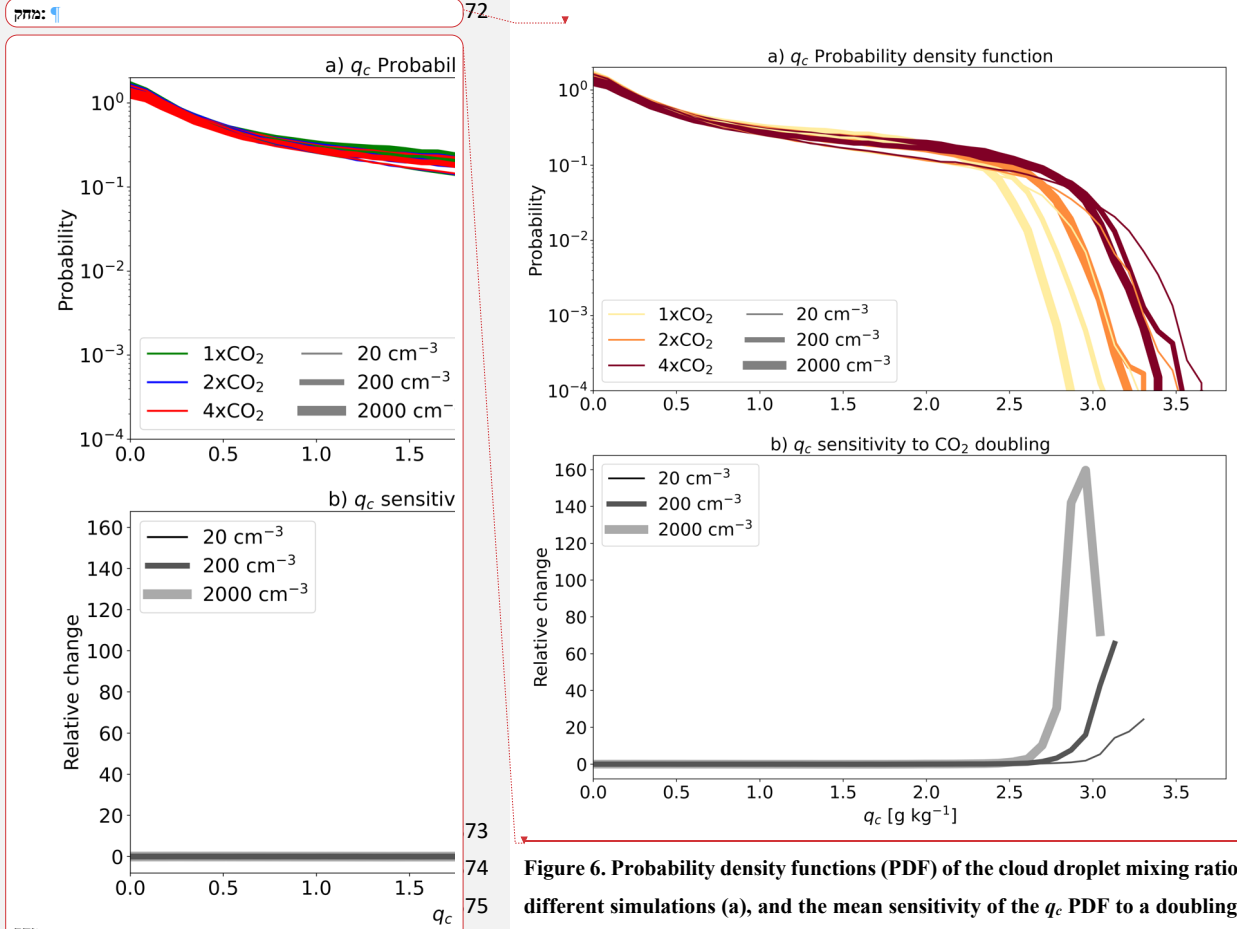 מחק: ¶
72
a) q_c Probabil
10⁰
10⁻¹
10⁻²
10⁻³
10⁻⁴
Probability
1xCO₂
2xCO₂
4xCO₂
20 cm⁻³
200 cm⁻³
2000 cm⁻
0.0 0.5 1.0 1.5
b) q_c sensitiv
160
140
120
100
80
60
40
20
0
Relative change
20 cm⁻³
200 cm⁻³
2000 cm⁻³
0.0 0.5 1.0 1.5
q_c
a) q_c Probability density function
10⁰
10⁻¹
10⁻²
10⁻³
10⁻⁴
Probability
1xCO₂
2xCO₂
4xCO₂
20 cm⁻³
200 cm⁻³
2000 cm⁻³
0.0 0.5 1.0 1.5 2.0 2.5 3.0 3.5
b) q_c sensitivity to CO₂ doubling
160
140
120
100
80
60
40
20
0
Relative change
20 cm⁻³
200 cm⁻³
2000 cm⁻³
0.0 0.5 1.0 1.5 2.0 2.5 3.0 3.5
q_c [g kg⁻¹]
73
74 Figure 6. Probability density functions (PDF) of the cloud droplet mixing ratio
75 different simulations (a), and the mean sensitivity of the q_c PDF to a doubling